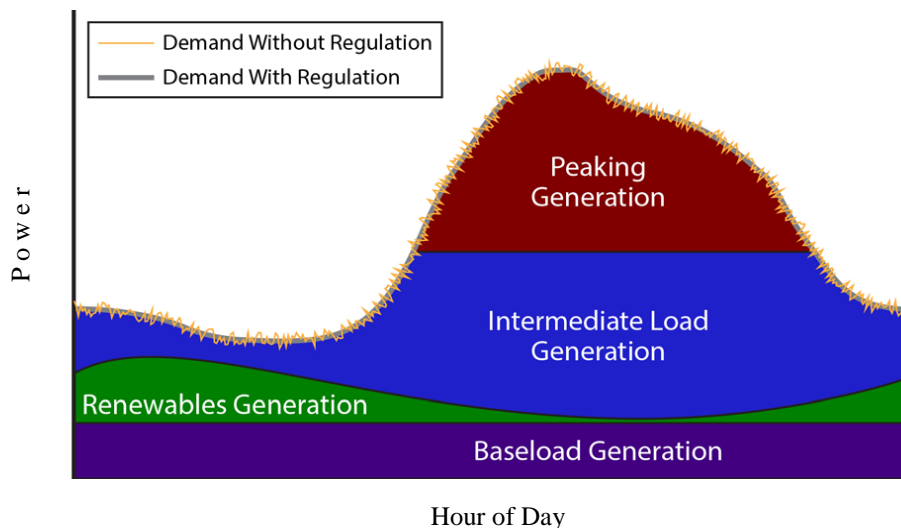 Demand Without Regulation
Demand With Regulation
Peaking
Generation
Power
Intermediate Load
Generation
Renewables Generation
Baseload Generation
Hour of Day